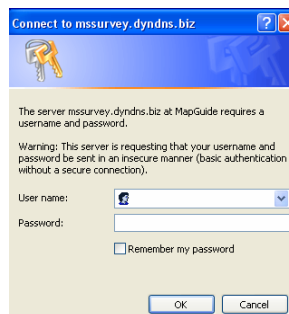 Connect to mssurvey.dyndns.biz
The server mssurvey.dyndns.biz at MapGuide requires a
username and password.
Warning: This server is requesting that your username and
password be sent in an insecure manner (basic authentication
without a secure connection).
User name:
Password:
Remember my password
OK Cancel